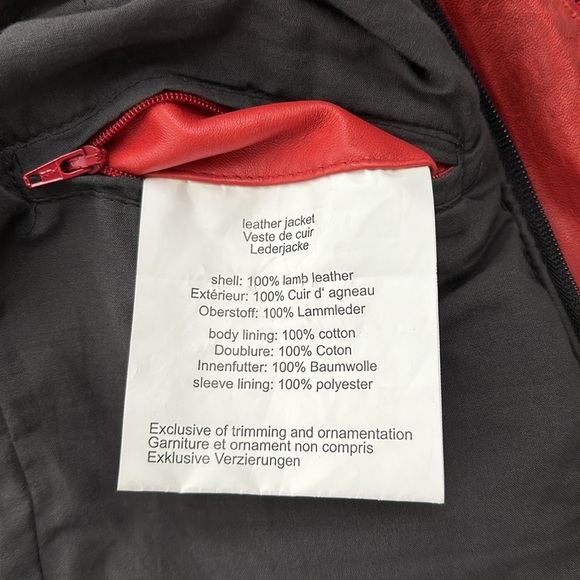 leather jacket
Veste de cuir
Lederjacke
shell: 100% lamb leather
Extérieur: 100% Cuir d' agneau
Oberstoff: 100% Lammleder
body lining: 100% cotton
Doublure: 100% Coton
Innenfutter: 100% Baumwolle
sleeve lining: 100% polyester
Exclusive of trimming and ornamentation
Garniture et ornament non compris
Exklusive Verzierungen